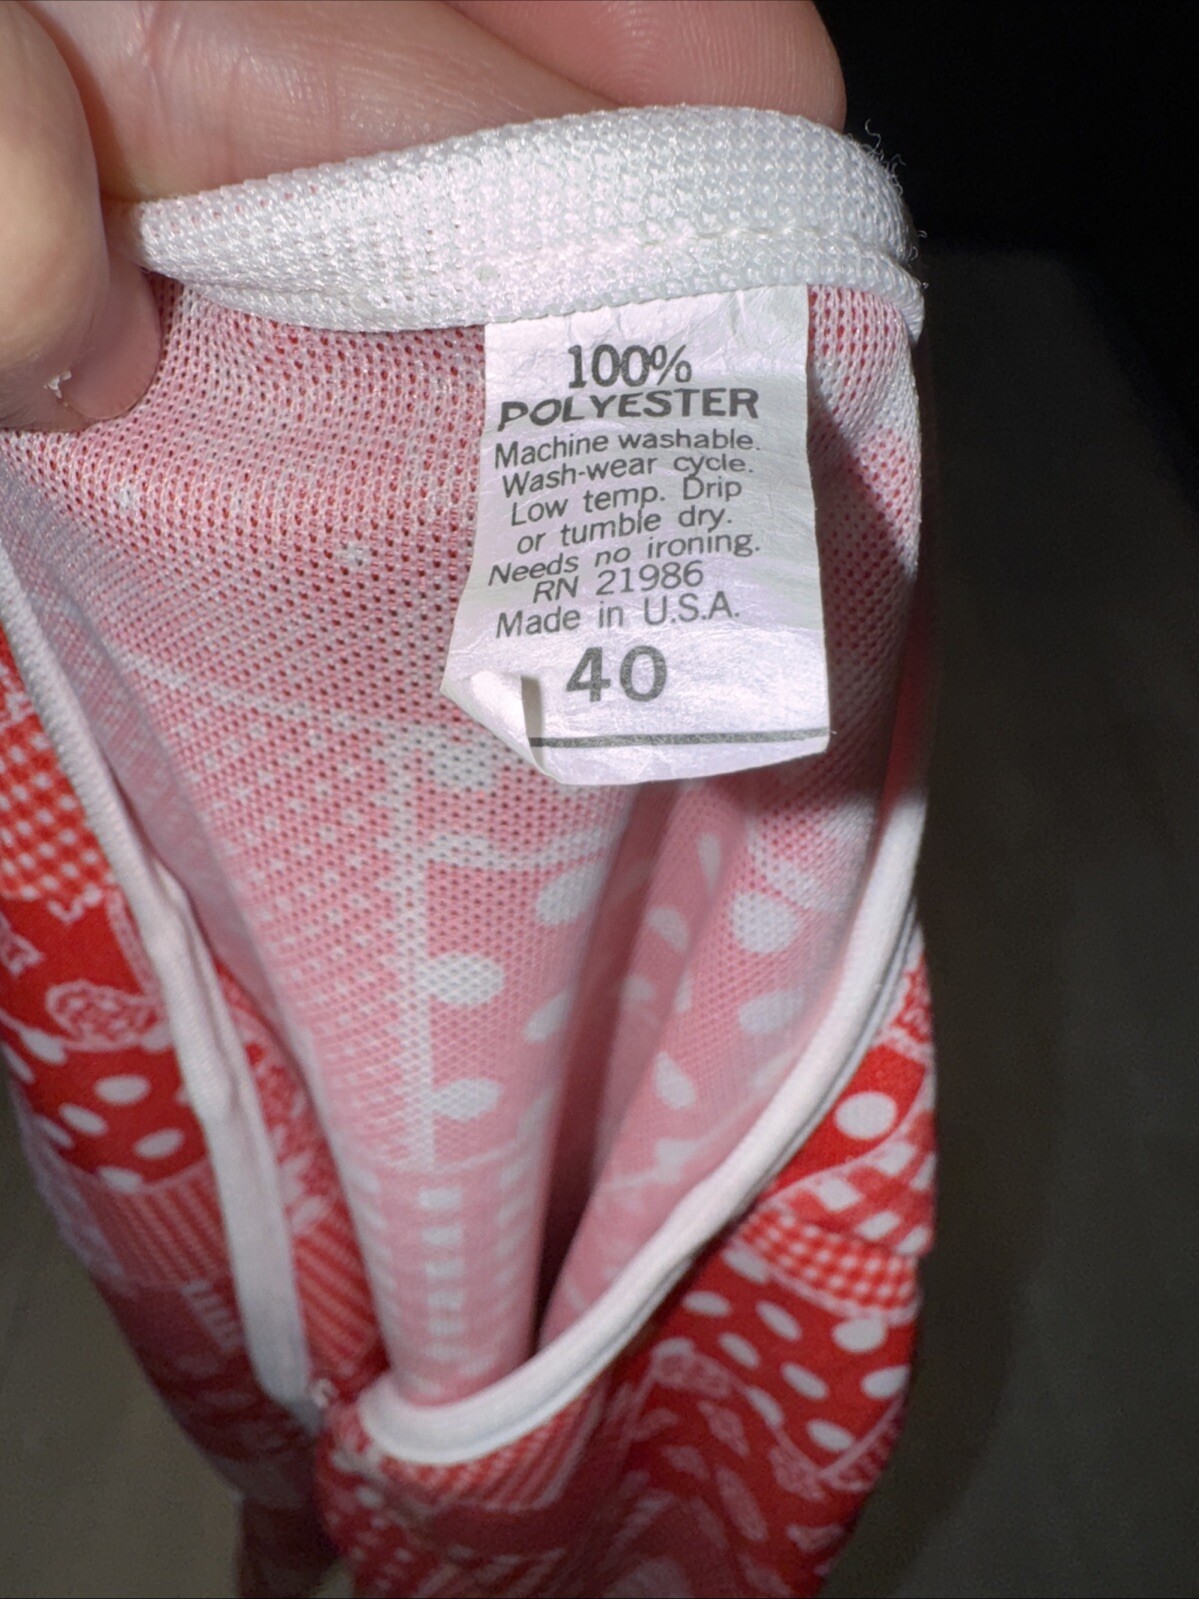 100%
POLYESTER
Machine washable.
Wash-wear cycle.
Low temp. Drip
or tumble dry.
Needs no ironing.
RN 21986
Made in U.S.A.
40